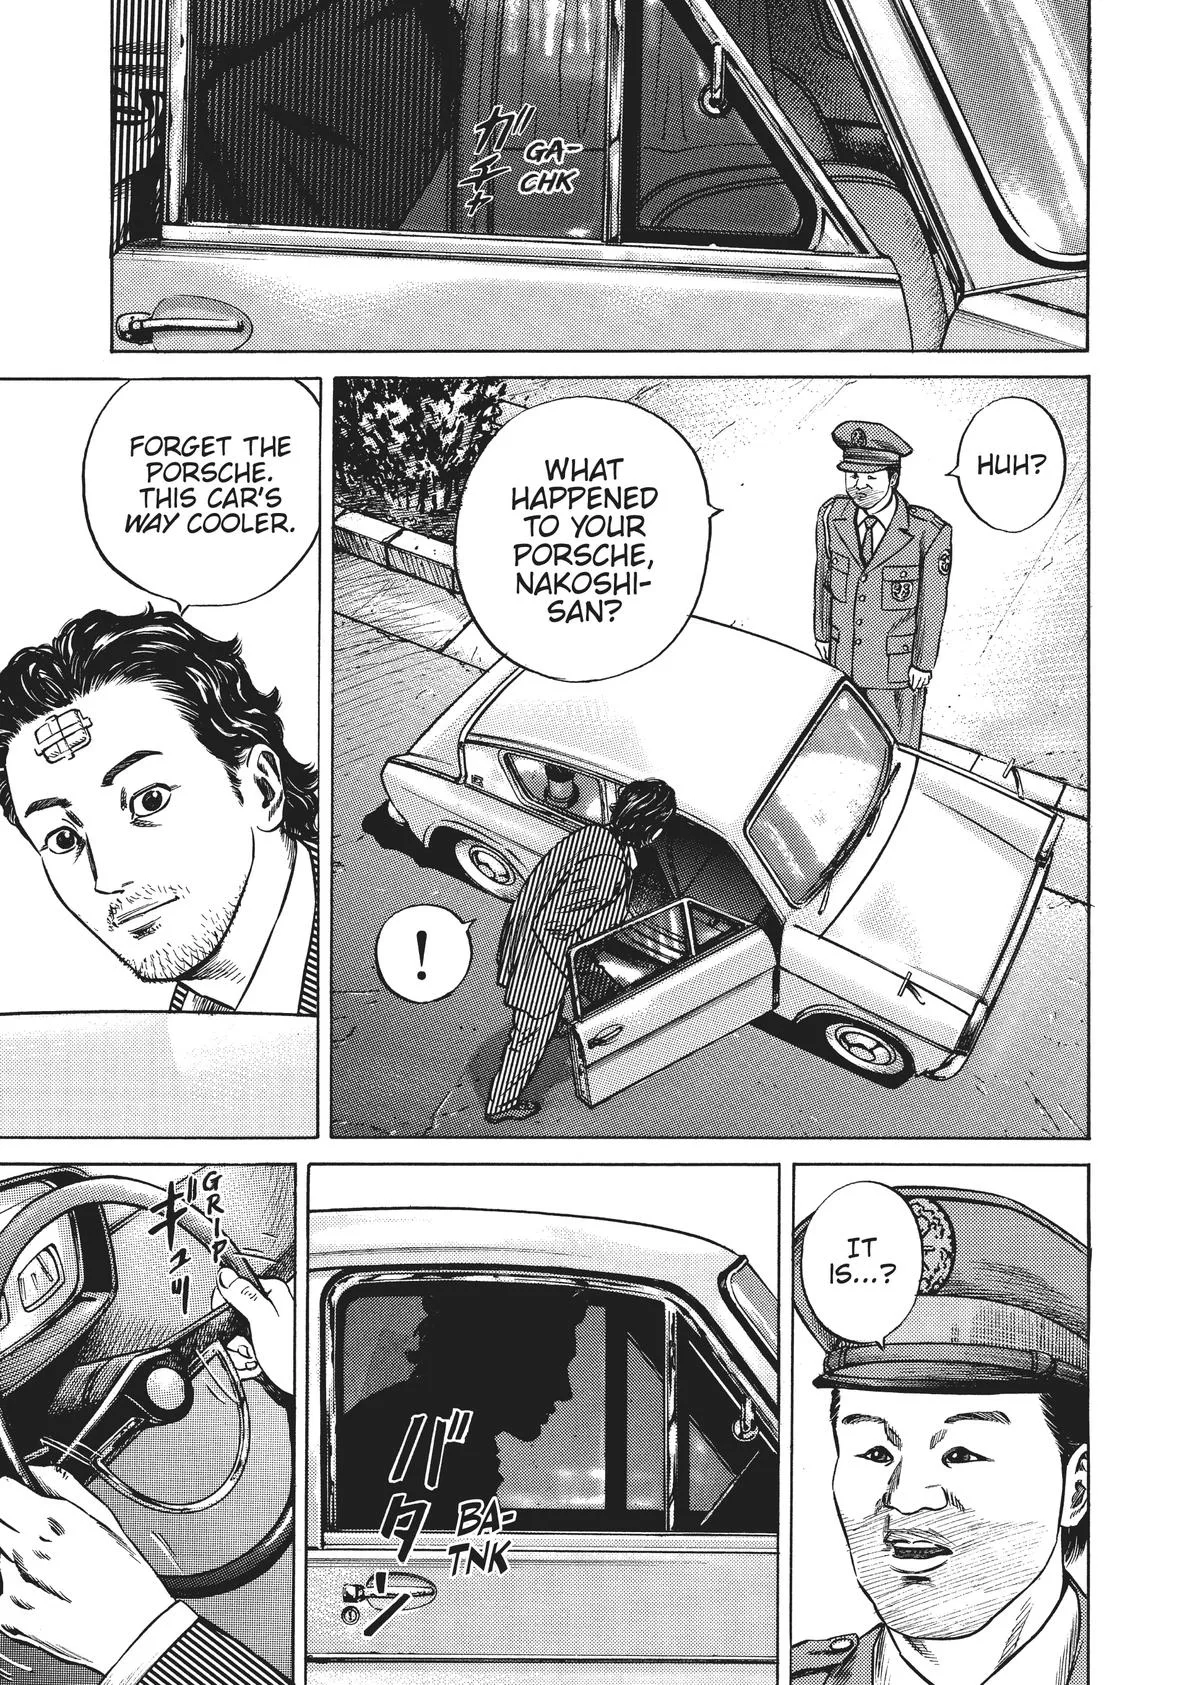 ガチャ
GA-
CHK
HUH?
WHAT
HAPPENED
TO YOUR
PORSCHE,
NAKOSHI-
SAN?
!
FORGET THE
PORSCHE.
THIS CAR'S
WAY COOLER.
IT
IS...?
バタン
BA-
TNK
ギュッ
GRIP